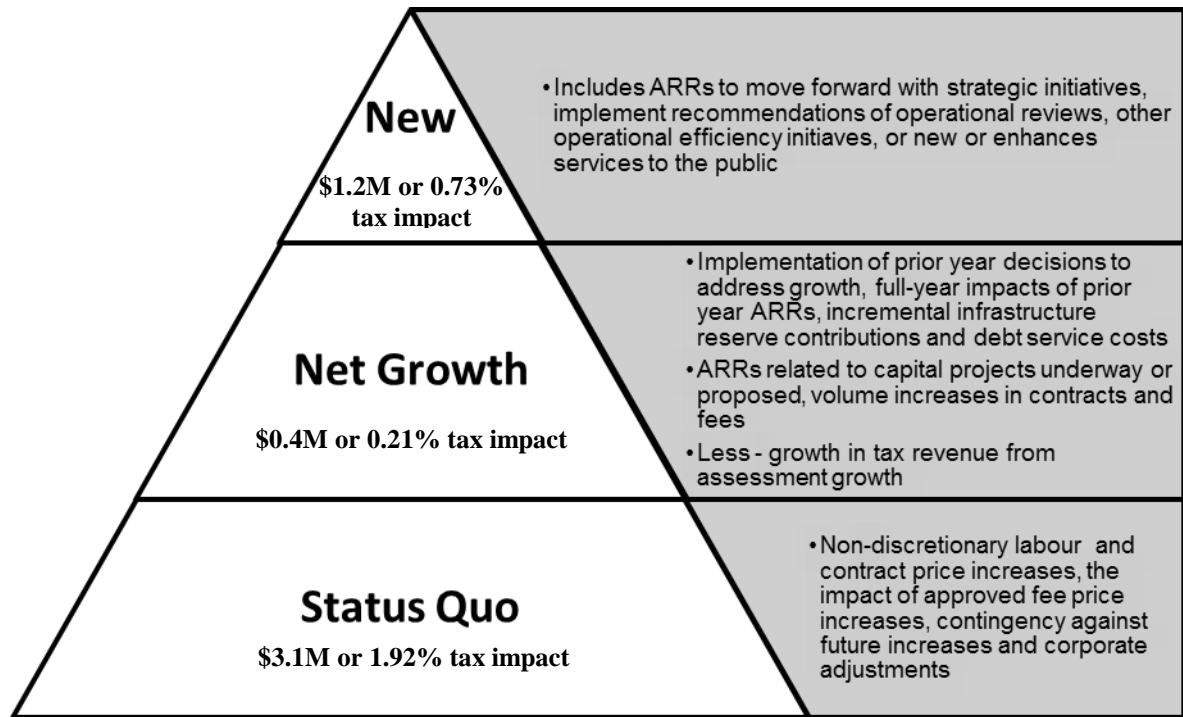 New
$1.2M or 0.73%
tax impact
•Includes ARRs to move forward with strategic initiatives,
implement recommendations of operational reviews, other
operational efficiency initiaves, or new or enhances
services to the public
Net Growth
$0.4M or 0.21% tax impact
•Implementation of prior year decisions to
address growth, full-year impacts of prior
year ARRs, incremental infrastructure
reserve contributions and debt service costs
•ARRs related to capital projects underway or
proposed, volume increases in contracts and
fees
•Less - growth in tax revenue from
assessment growth
Status Quo
$3.1M or 1.92% tax impact
•Non-discretionary labour and
contract price increases, the
impact of approved fee price
increases, contingency against
future increases and corporate
adjustments